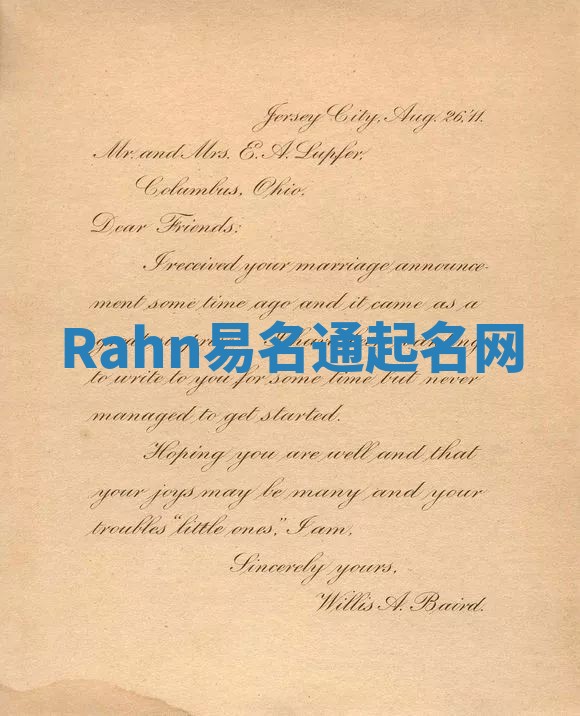 Jersey City, Aug. 26, '11.
Mr. and Mrs. E. A. Lupfer,
Columbus, Ohio.
Dear Friends:
I received your marriage announce-
ment some time ago and it came as a
Rahn易名通起名网
to write to you for some time but never
managed to get started.
Hoping you are well and that
your joys may be many and your
troubles "little ones," I am,
Sincerely yours,
Willis A. Baird.